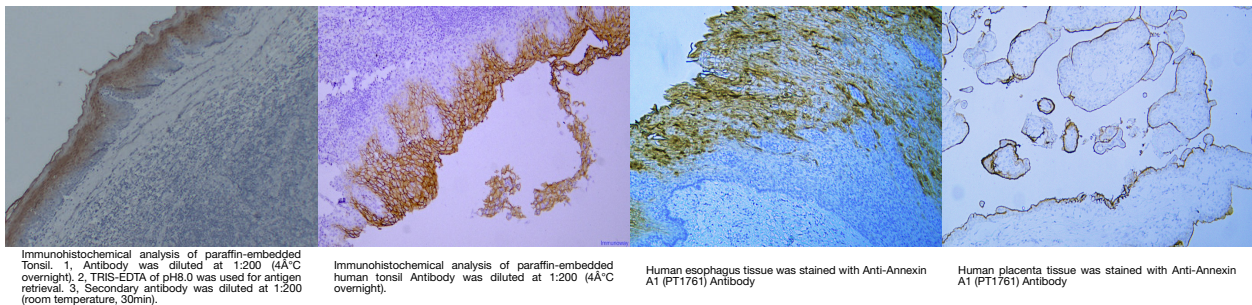 Immunoway
Immunohistochemical analysis of paraffin-embedded
Tonsil. 1, Antibody was diluted at 1:200 (4Â°C
overnight). 2, TRIS-EDTA of pH8.0 was used for antigen
retrieval. 3, Secondary antibody was diluted at 1:200
(room temperature, 30min).
Immunohistochemical analysis of paraffin-embedded
human tonsil Antibody was diluted at 1:200 (4Â°C
overnight).
Human esophagus tissue was stained with Anti-Annexin
A1 (PT1761) Antibody
Human placenta tissue was stained with Anti-Annexin
A1 (PT1761) Antibody